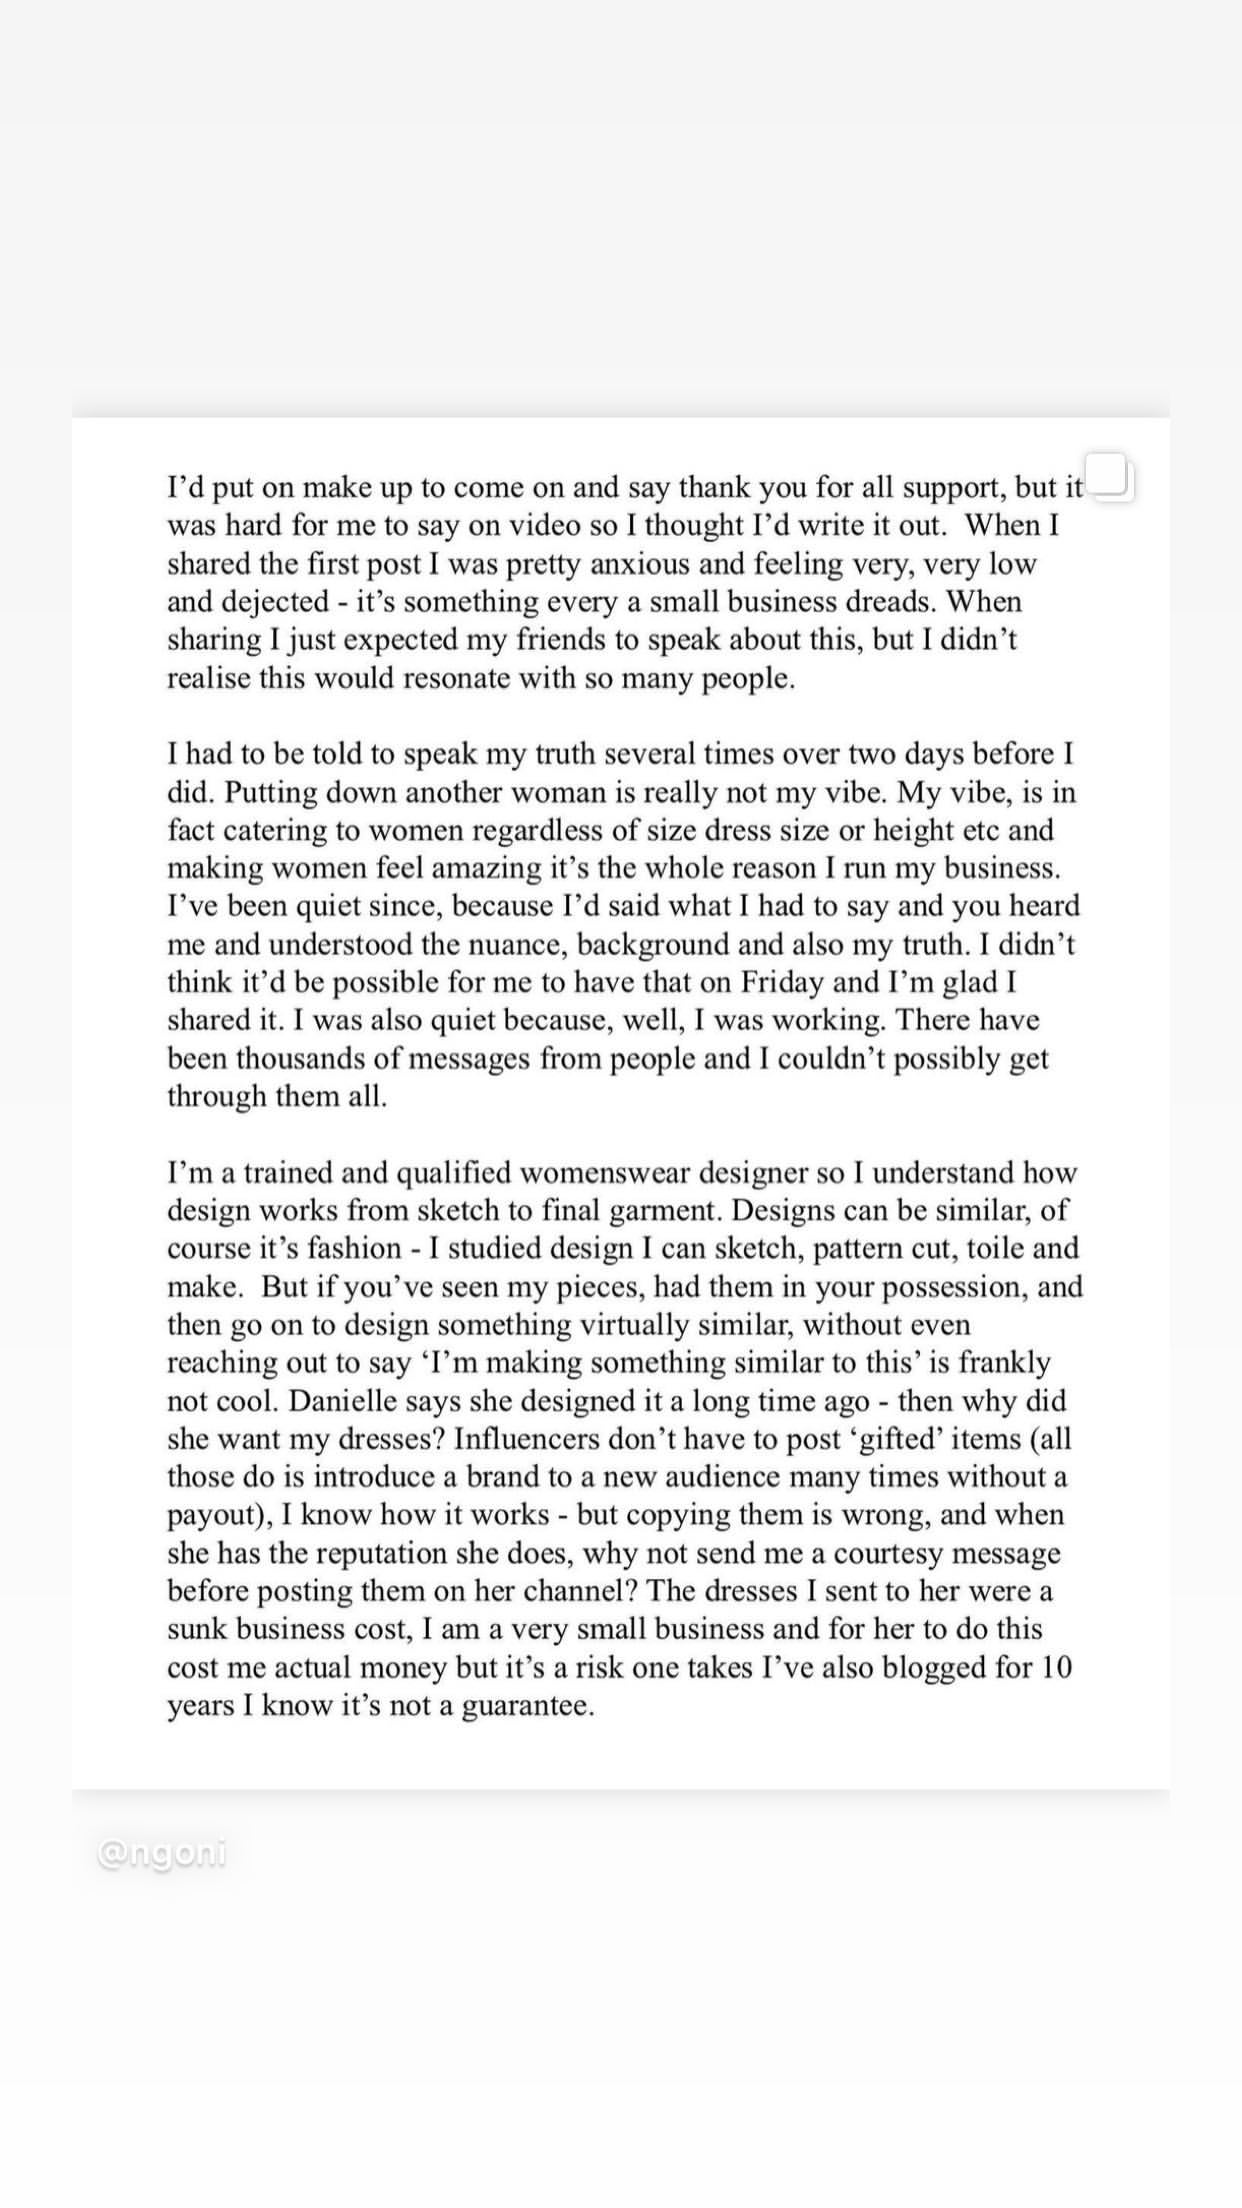 I’d put on make up to come on and say thank you for all support, but it
was hard for me to say on video so I thought I’d write it out.  When I
shared the first post I was pretty anxious and feeling very, very low
and dejected - it’s something every a small business dreads. When
sharing I just expected my friends to speak about this, but I didn’t
realise this would resonate with so many people.
I had to be told to speak my truth several times over two days before I
did. Putting down another woman is really not my vibe. My vibe, is in
fact catering to women regardless of size dress size or height etc and
making women feel amazing it’s the whole reason I run my business.
I’ve been quiet since, because I’d said what I had to say and you heard
me and understood the nuance, background and also my truth. I didn’t
think it’d be possible for me to have that on Friday and I’m glad I
shared it. I was also quiet because, well, I was working. There have
been thousands of messages from people and I couldn’t possibly get
through them all.
I’m a trained and qualified womenswear designer so I understand how
design works from sketch to final garment. Designs can be similar, of
course it’s fashion - I studied design I can sketch, pattern cut, toile and
make.  But if you’ve seen my pieces, had them in your possession, and
then go on to design something virtually similar, without even
reaching out to say ‘I’m making something similar to this’ is frankly
not cool. Danielle says she designed it a long time ago - then why did
she want my dresses? Influencers don’t have to post ‘gifted’ items (all
those do is introduce a brand to a new audience many times without a
payout), I know how it works - but copying them is wrong, and when
she has the reputation she does, why not send me a courtesy message
before posting them on her channel? The dresses I sent to her were a
sunk business cost, I am a very small business and for her to do this
cost me actual money but it’s a risk one takes I’ve also blogged for 10
years I know it’s not a guarantee.
@ngoni